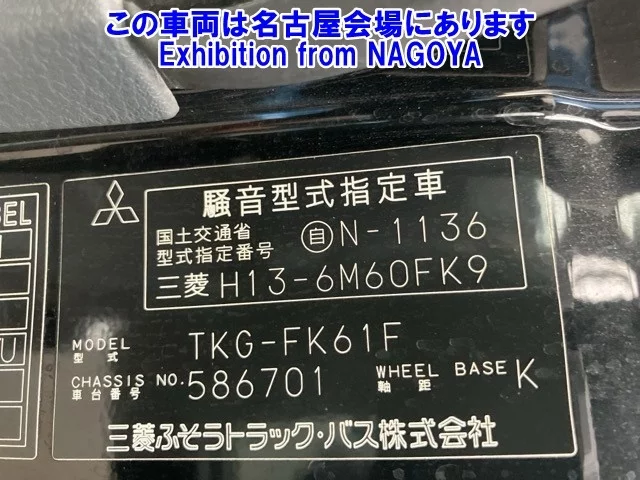 この車両は名古屋会場にあります
Exhibition from NAGOYA
騒音型式指定車
国土交通省
型式指定番号 自N-1136
三菱 H13-6M60FK9
MODEL
型式 TKG-FK61F
CHASSIS NO.
車台番号 586701 WHEEL BASE
軸距 K
三菱ふそうトラック・バス株式会社
BEL
U